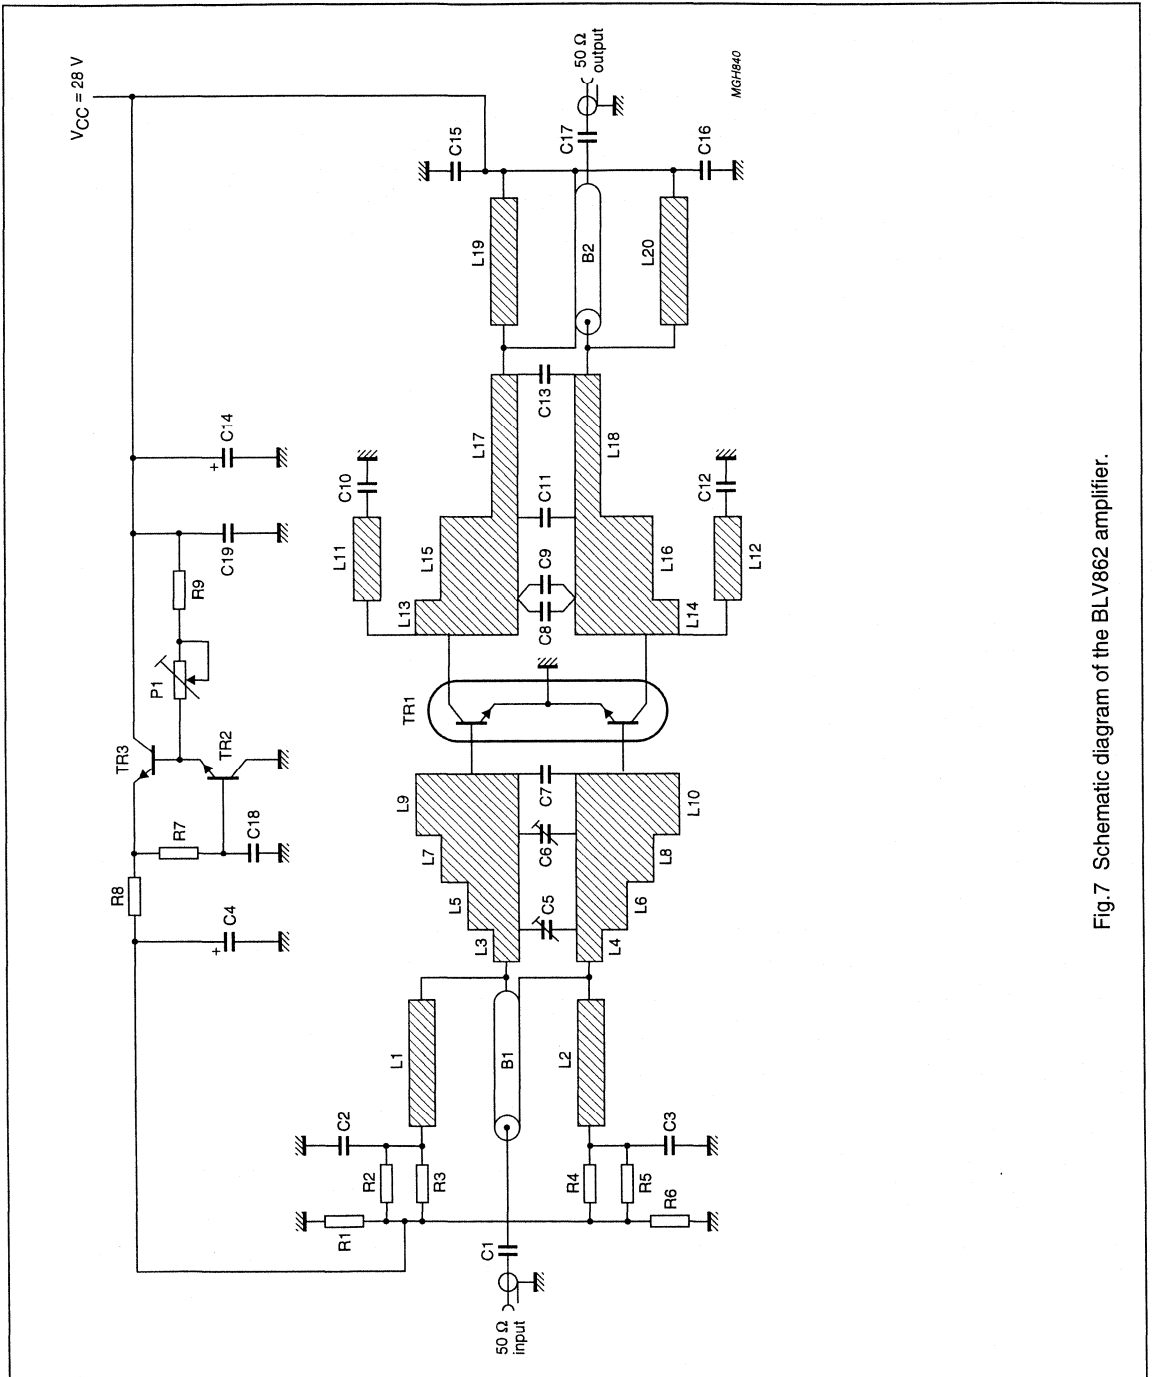 VCC = 28 V
C15
50 Ω
output
MGH840
C17
C16
L19
B2
L20
C14
C13
C10
L17
L18
C12
C11
C19
R9
L11
L15
C9
L16
L12
L13
C8
L14
P1
TR1
TR3
TR2
L9
C7
L10
R7
C18
L7
C6
L8
R8
C4
L5
C5
L6
L3
L4
L1
B1
L2
C2
C3
R2
R3
R4
R5
R1
R6
C1
50 Ω
input
+
+
Fig.7 Schematic diagram of the BLV862 amplifier.